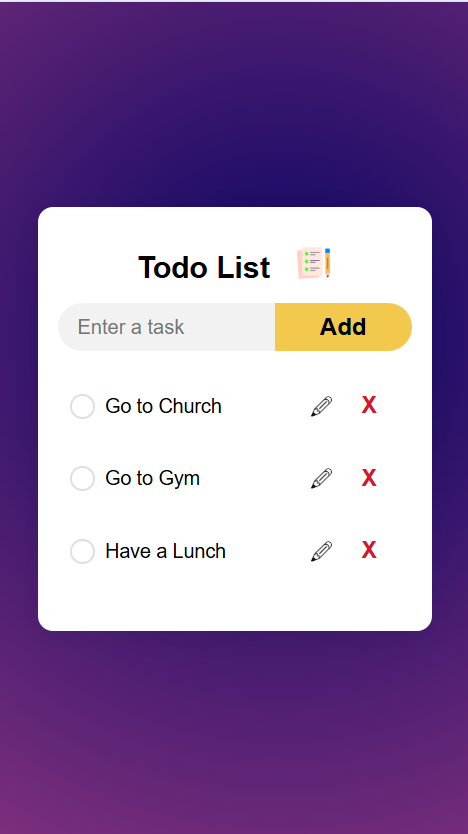 Todo List
Enter a task
Add
Go to Church
X
Go to Gym
X
Have a Lunch
X